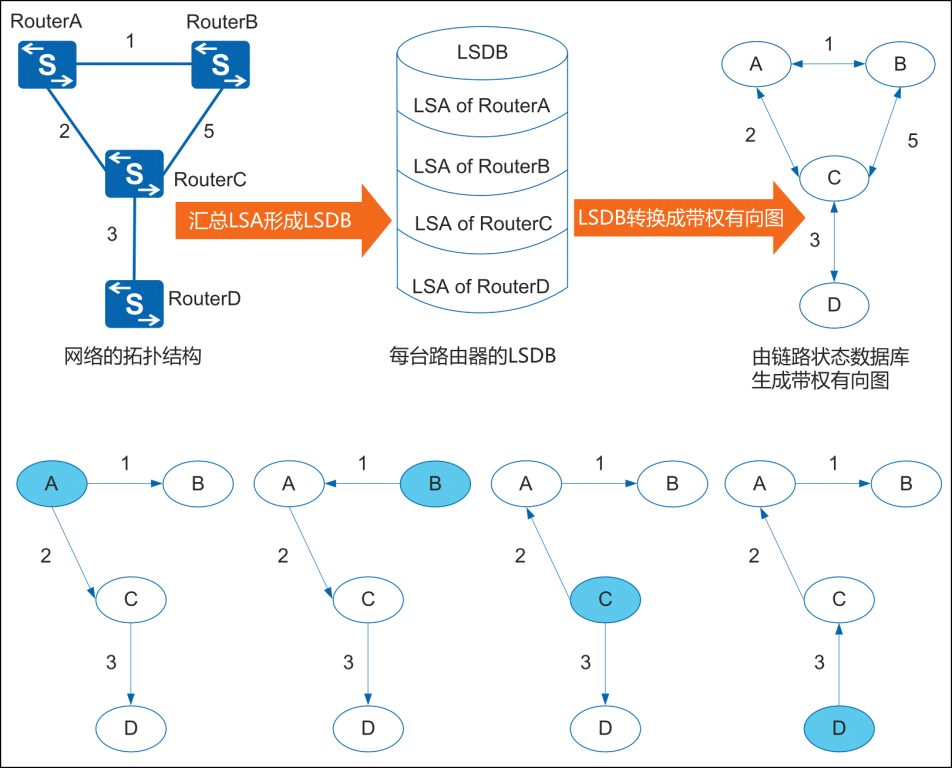 RouterA
RouterB
1
S
S
2
5
S
RouterC
3
S
RouterD
网络的拓扑结构
汇总LSA形成LSDB
LSDB
LSA of RouterA
LSA of RouterB
LSA of RouterC
LSA of RouterD
每台路由器的LSDB
LSDB转换成带权有向图
A
1
B
2
5
C
3
D
由链路状态数据库
生成带权有向图
A
1
B
2
C
3
D
A
1
B
2
C
3
D
A
1
B
2
C
3
D
A
1
B
2
C
3
D